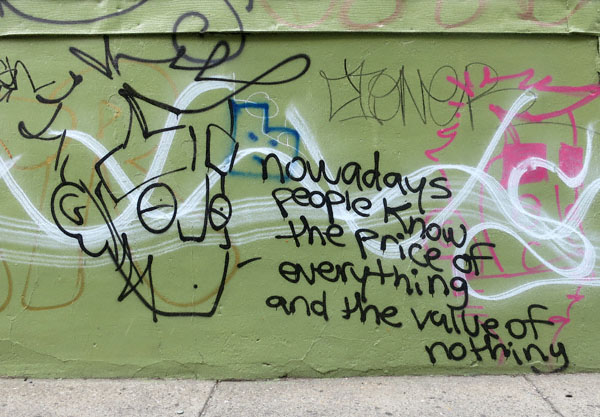 nowadays
people know
the price of
everything
and the value of
nothing